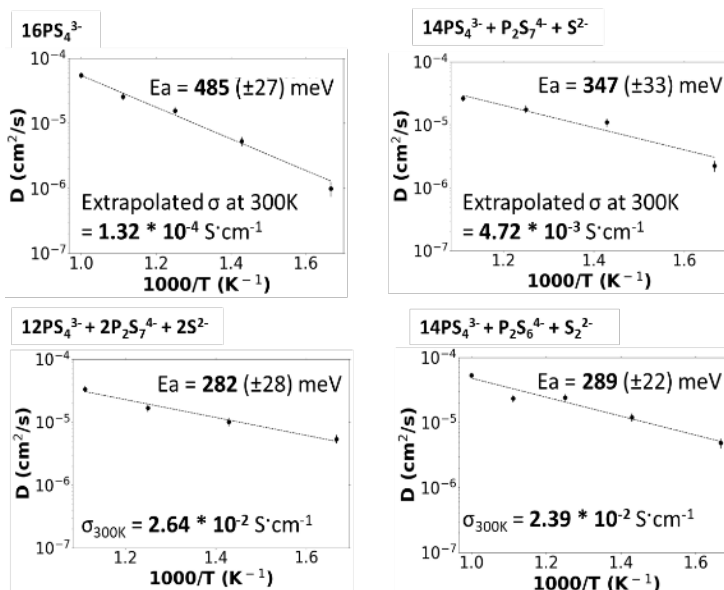 16PS₄³⁻
10⁻⁴
10⁻⁵
10⁻⁶
10⁻⁷
D (cm²/s)
Ea = 485 (±27) meV
Extrapolated σ at 300K
= 1.32 * 10⁻⁴ S·cm⁻¹
1.0 1.2 1.4 1.6
1000/T (K⁻¹)
14PS₄³⁻ + P₂S₇⁴⁻ + S²⁻
10⁻⁴
10⁻⁵
10⁻⁶
10⁻⁷
D (cm²/s)
Ea = 347 (±33) meV
Extrapolated σ at 300K
= 4.72 * 10⁻³ S·cm⁻¹
1.2 1.4 1.6
1000/T (K⁻¹)
12PS₄³⁻ + 2P₂S₇⁴⁻ + 2S²⁻
10⁻⁴
10⁻⁵
10⁻⁶
10⁻⁷
D (cm²/s)
Ea = 282 (±28) meV
σ₃₀₀K = 2.64 * 10⁻² S·cm⁻¹
1.2 1.4 1.6
1000/T (K⁻¹)
14PS₄³⁻ + P₂S₆⁴⁻ + S₂²⁻
10⁻⁴
10⁻⁵
10⁻⁶
10⁻⁷
D (cm²/s)
Ea = 289 (±22) meV
σ₃₀₀K = 2.39 * 10⁻² S·cm⁻¹
1.0 1.2 1.4 1.6
1000/T (K⁻¹)